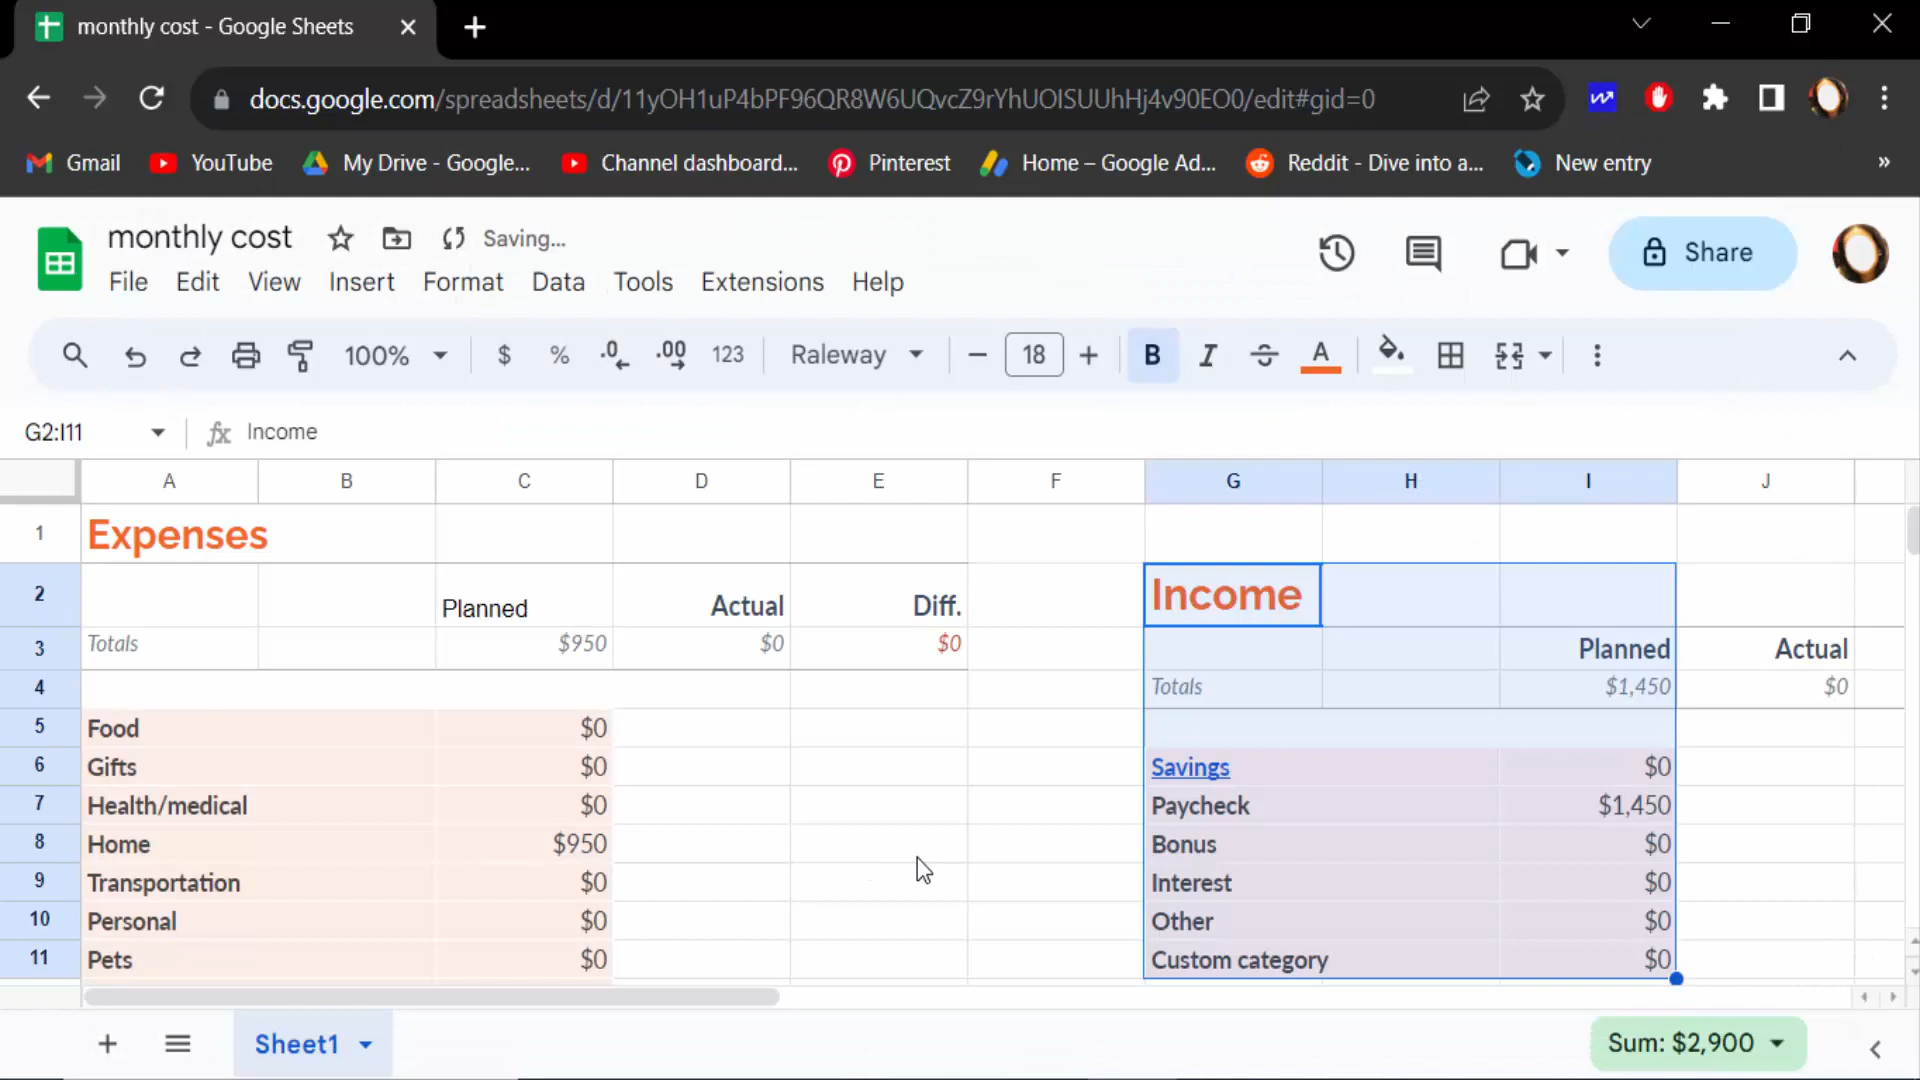 monthly cost - Google Sheets
docs.google.com/spreadsheets/d/11yOH1uP4bPF96QR8W6UQvcZ9rYhUOISUUhHj4v90EO0/edit#gid=0
Gmail YouTube My Drive - Google... Channel dashboard... Pinterest Home – Google Ad... Reddit - Dive into a... New entry »
monthly cost Saving...
File Edit View Insert Format Data Tools Extensions Help
Share
100% $ % .0 .00 123 Raleway 18 B I S A
G2:I11 fx Income
A B C D E F G H I J
1 Expenses
2 Planned Actual Diff. Income
3 Totals $950 $0 $0 Planned Actual
4 Totals $1,450 $0
5 Food $0
6 Gifts $0 Savings $0
7 Health/medical $0 Paycheck $1,450
8 Home $950 Bonus $0
9 Transportation $0 Interest $0
10 Personal $0 Other $0
11 Pets $0 Custom category $0
Sheet1 Sum: $2,900